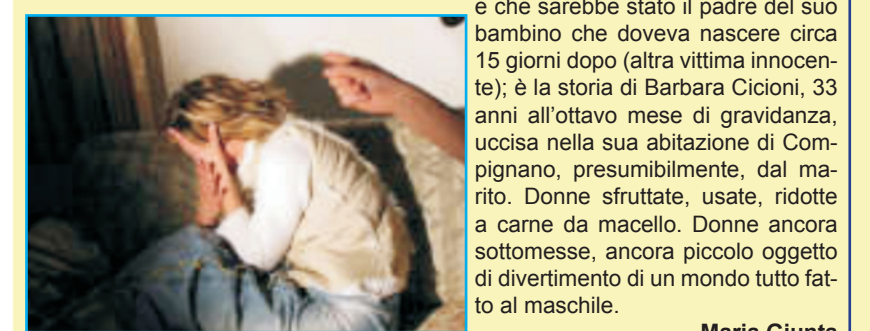 e che sarebbe stato il padre del suo
bambino che doveva nascere circa
15 giorni dopo (altra vittima innocen-
te); è la storia di Barbara Cicioni, 33
anni all'ottavo mese di gravidanza,
uccisa nella sua abitazione di Com-
pignano, presumibilmente, dal ma-
rito. Donne sfruttate, usate, ridotte
a carne da macello. Donne ancora
sottomesse, ancora piccolo oggetto
di divertimento di un mondo tutto fat-
to al maschile.
Maria Giunta